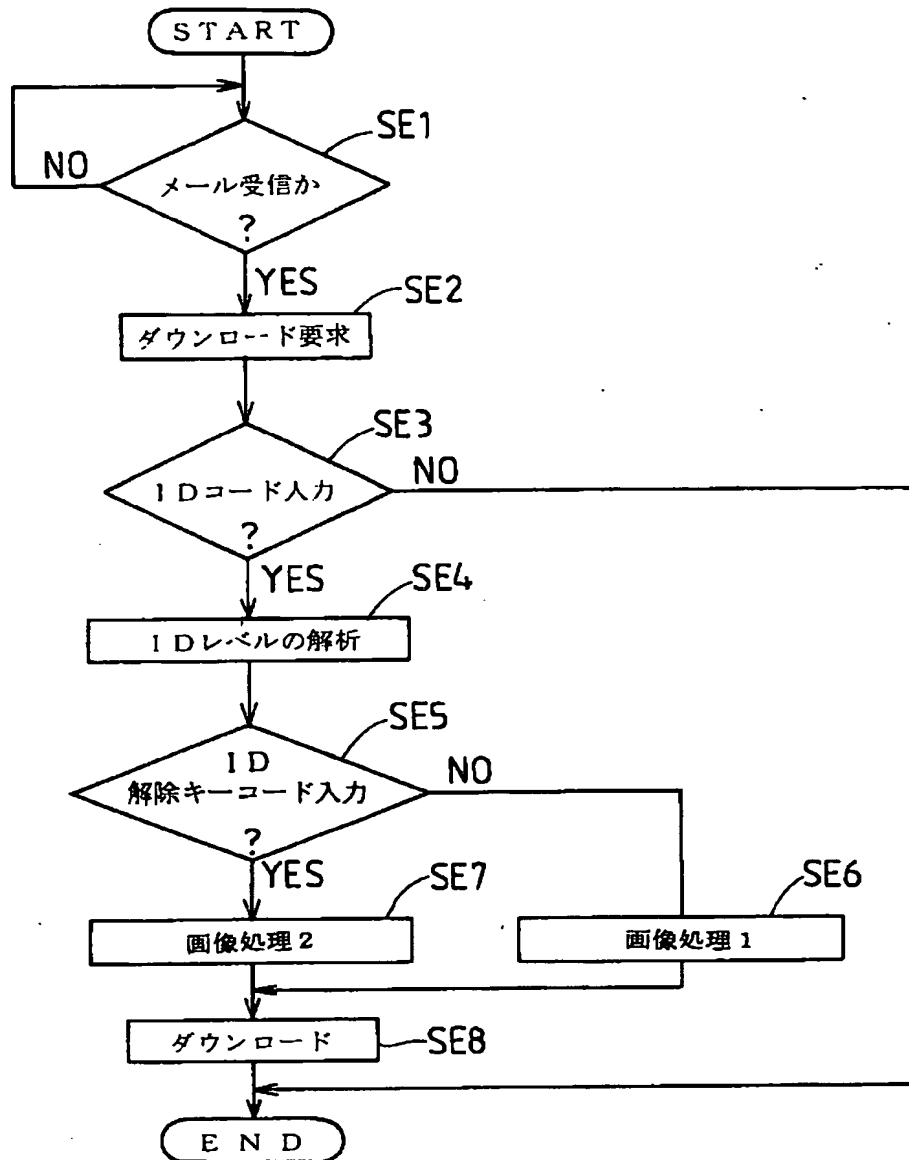 START
SE1
NO
メール受信か
?
YES
SE2
ダウンロード要求
SE3
NO
IDコード入力
?
YES
SE4
IDレベルの解析
SE5
ID
NO
解除キーコード入力
?
YES
SE7
SE6
画像処理2
画像処理1
ダウンロード
SE8
END